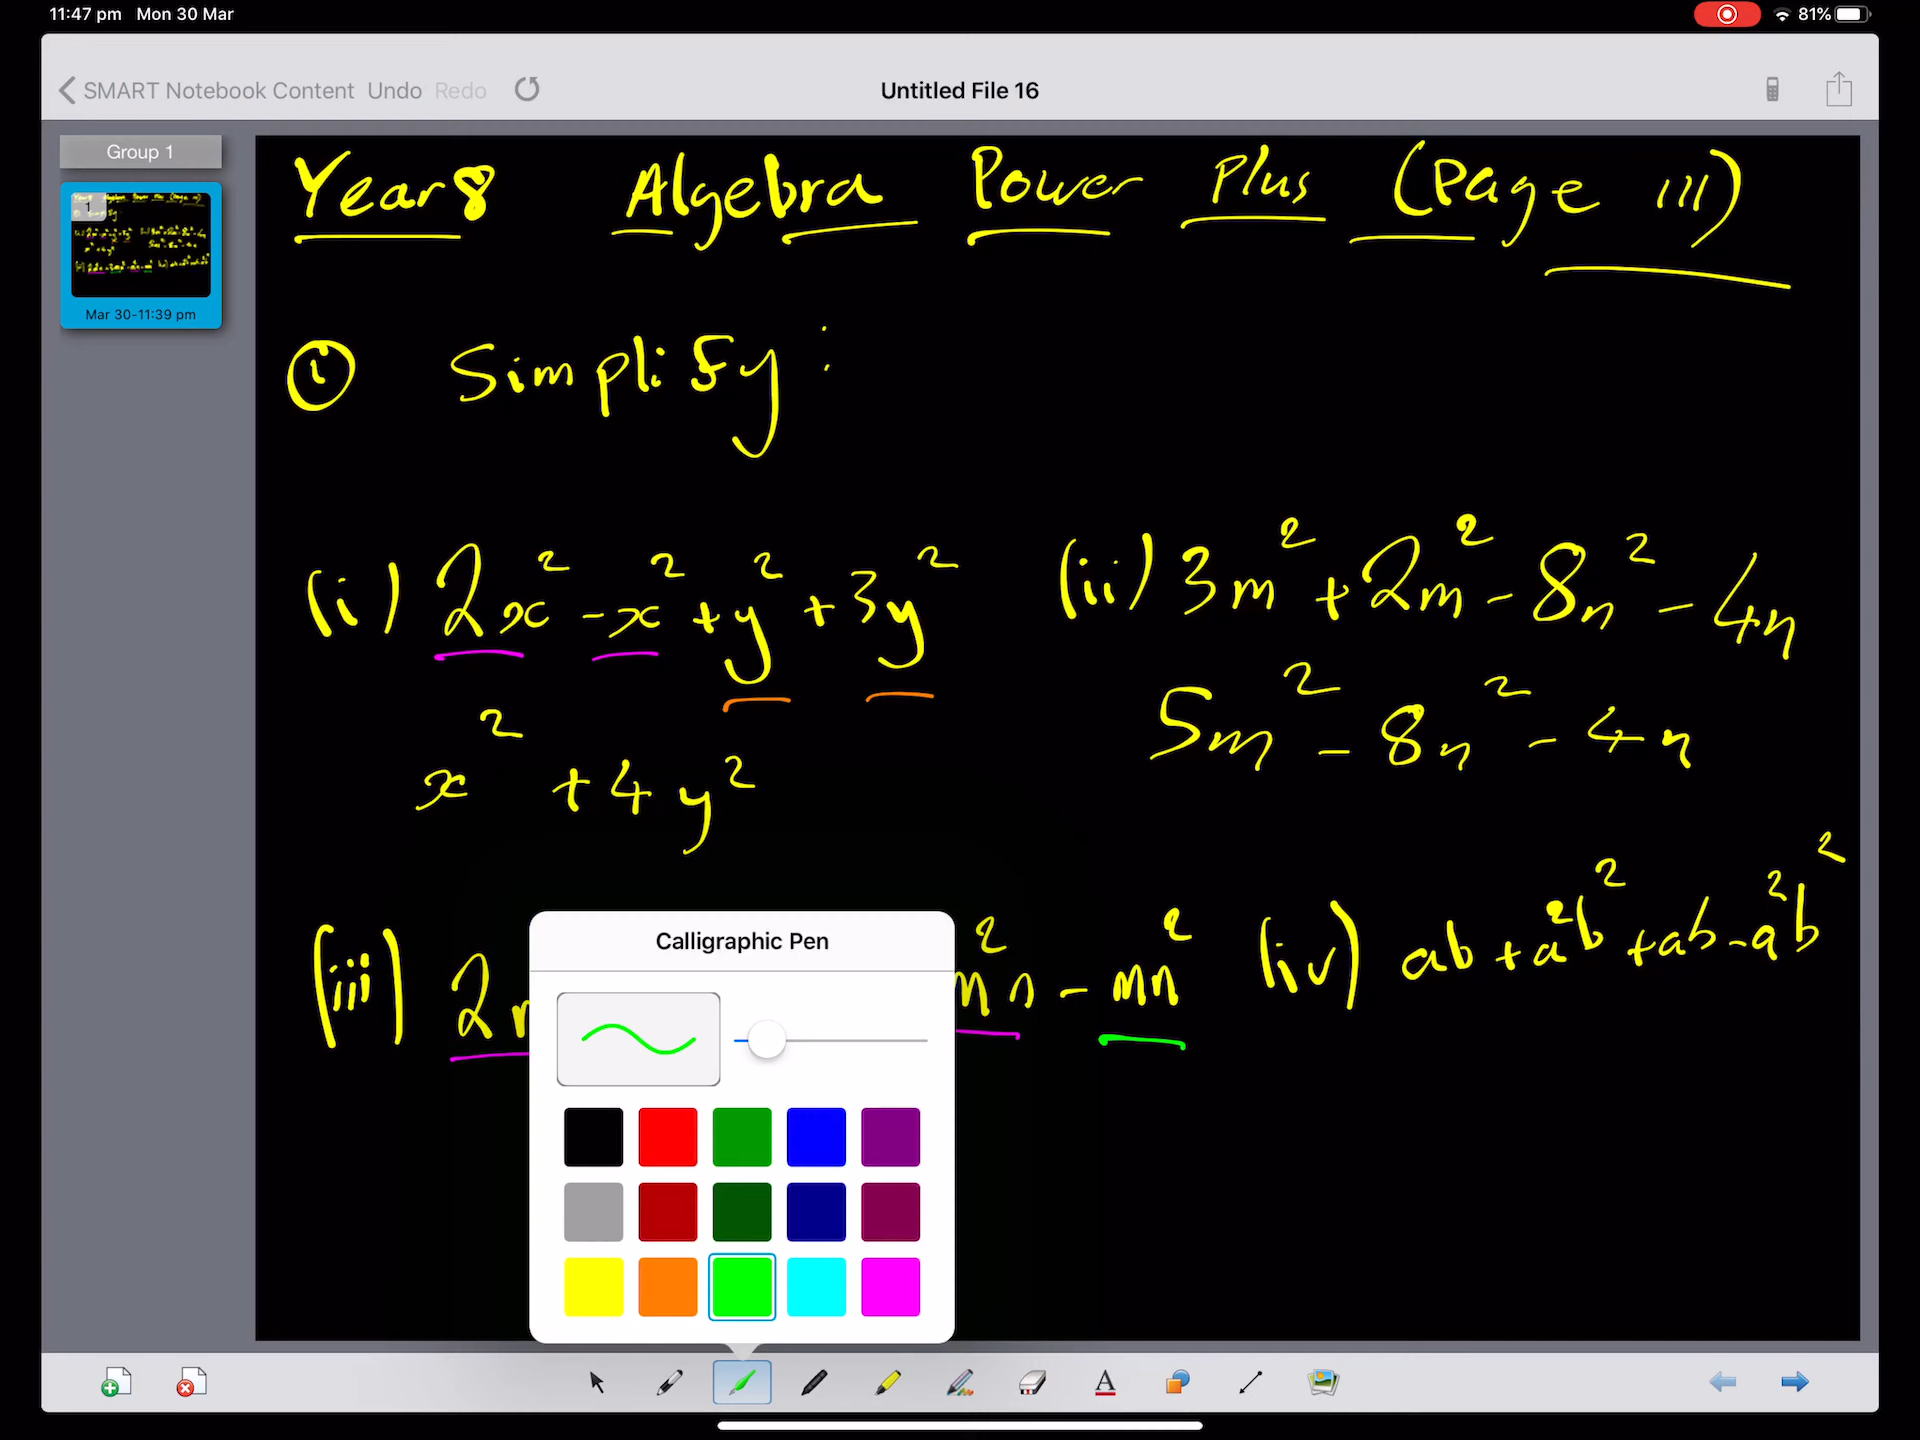 11:47 pm Mon 30 Mar 81%
SMART Notebook Content Undo Redo Untitled File 16
Group 1
1
Mar 30-11:39 pm
Year 8 Algebra Power Plus (Page 111)
① Simplify:
(i) 2x² - x² + y² + 3y² (ii) 3m² + 2m² - 8n² - 4n
x² + 4y² 5m² - 8n² - 4n
(iii) 2m²n - mn² (iv) ab + a²b² + ab - a²b²
Calligraphic Pen
A